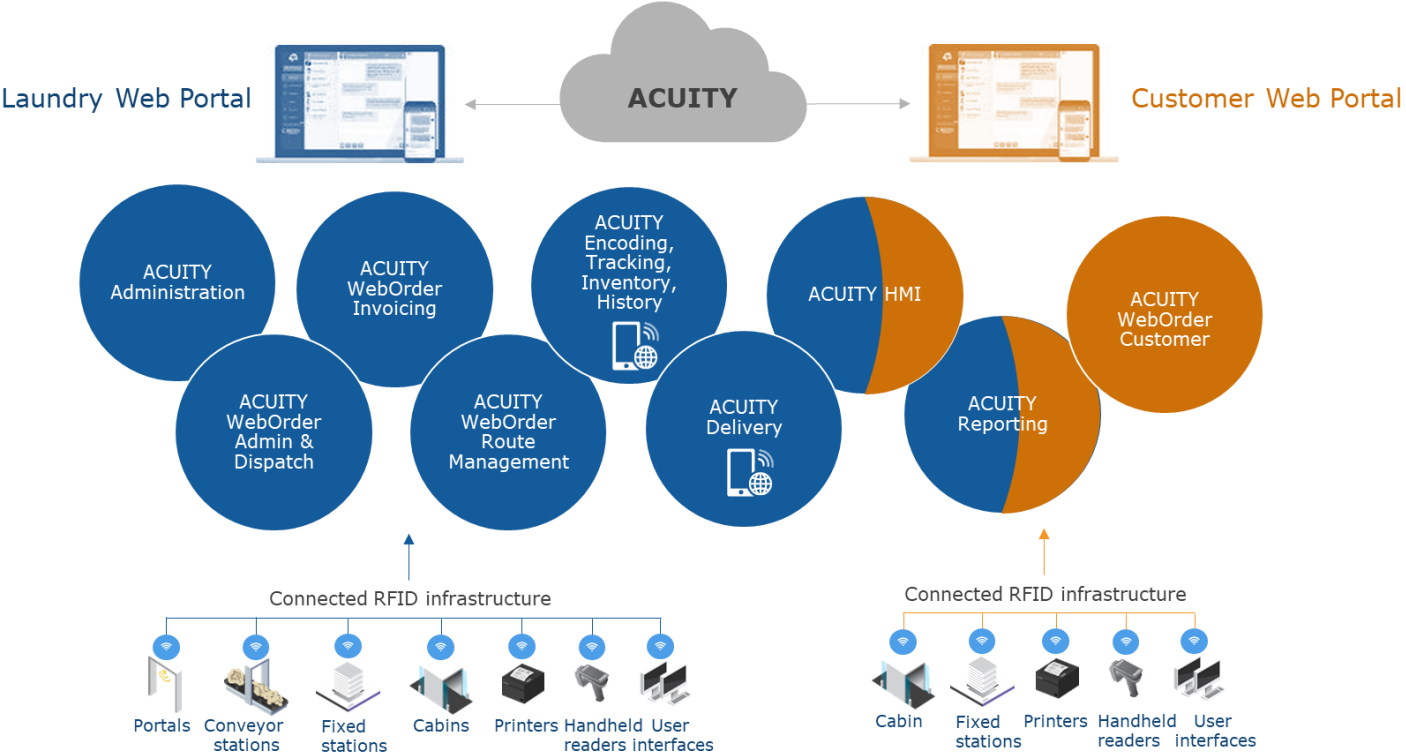 Laundry Web Portal
ACUITY
Customer Web Portal
ACUITY
Administration
ACUITY
WebOrder
Invoicing
ACUITY
Encoding,
Tracking,
Inventory,
History
ACUITY HMI
ACUITY
WebOrder
Customer
ACUITY
WebOrder
Admin &
Dispatch
ACUITY
WebOrder
Route
Management
ACUITY
Delivery
ACUITY
Reporting
Connected RFID infrastructure
Portals
Conveyor
stations
Fixed
stations
Cabins
Printers
Handheld
readers
User
interfaces
Connected RFID infrastructure
Cabin
Fixed
stations
Printers
Handheld
readers
User
interfaces